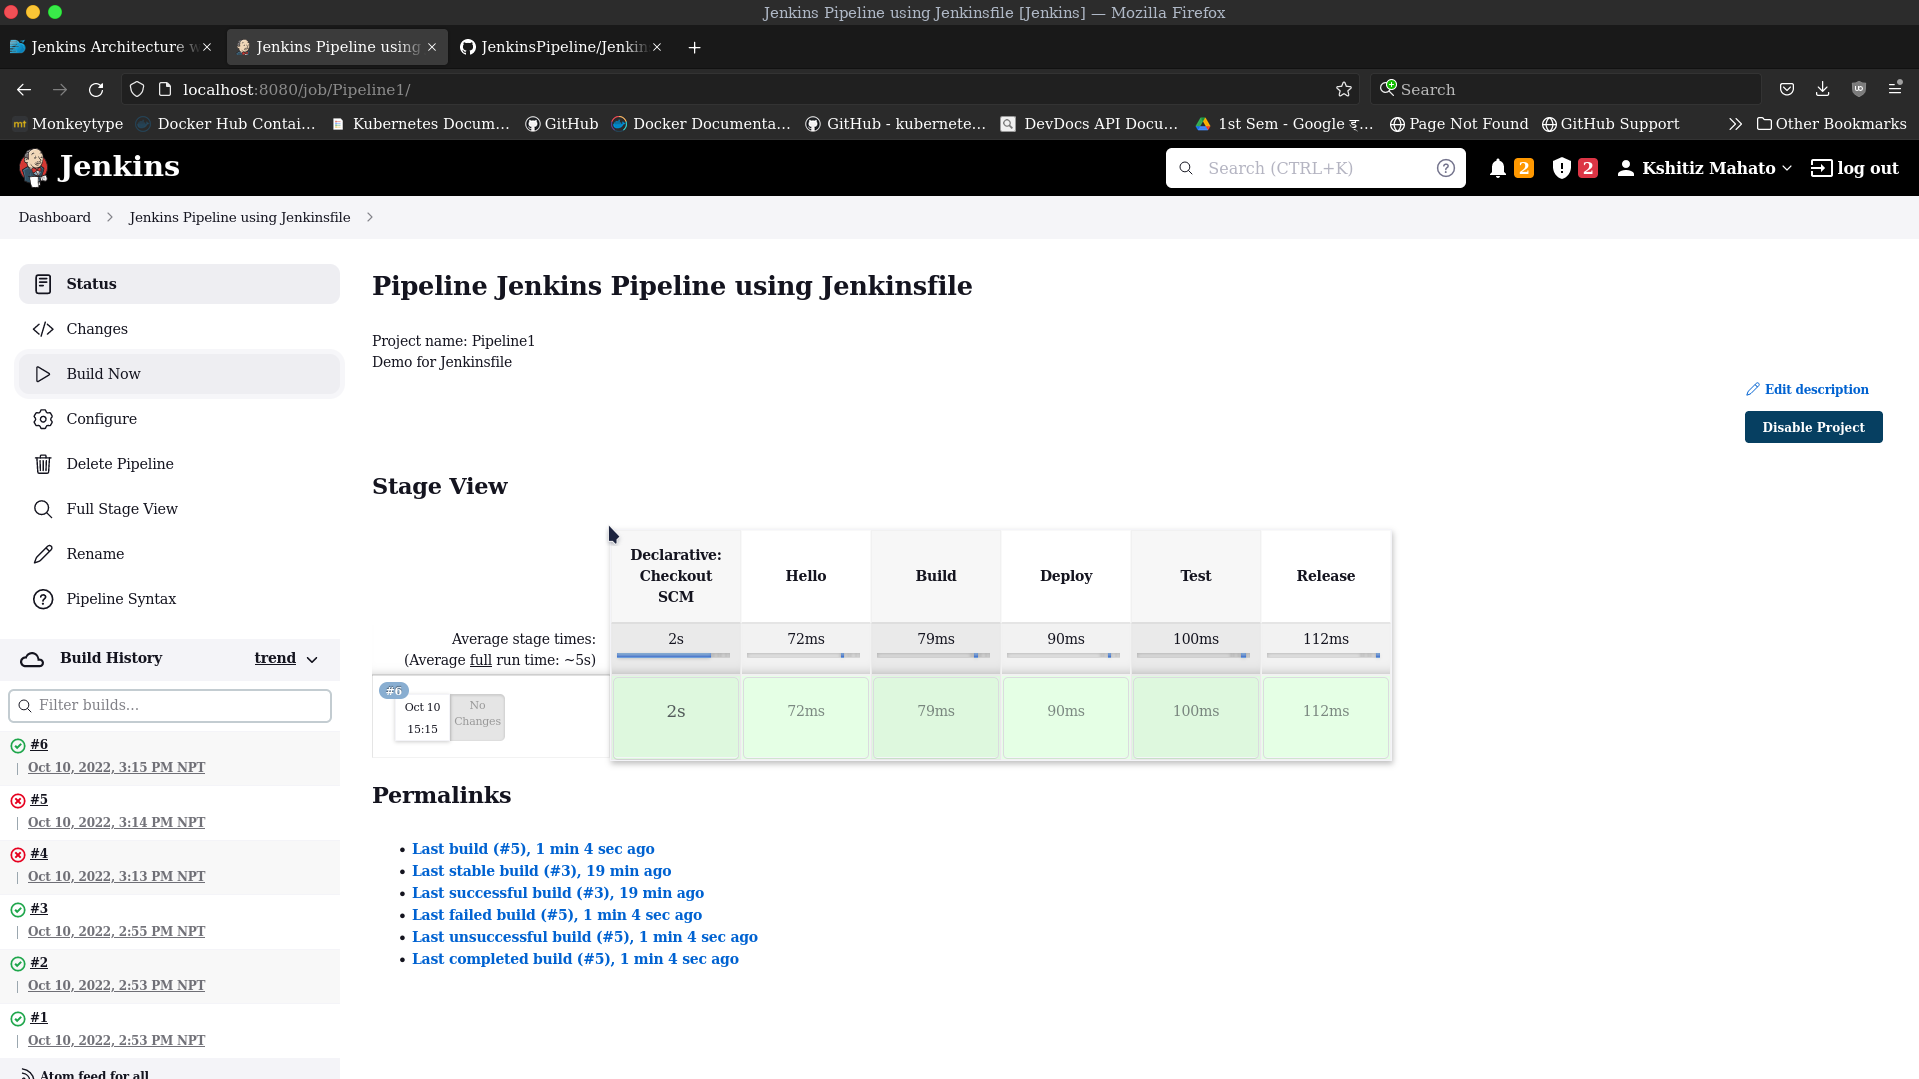 Jenkins Pipeline using Jenkinsfile [Jenkins] — Mozilla Firefox
Jenkins Architecture w
Jenkins Pipeline using
JenkinsPipeline/Jenkin
localhost:8080/job/Pipeline1/
Search
Monkeytype
Docker Hub Contai...
Kubernetes Docum...
GitHub
Docker Documenta...
GitHub - kubernete...
DevDocs API Docu...
1st Sem - Google ड्...
Page Not Found
GitHub Support
Other Bookmarks
Jenkins
Search (CTRL+K)
2
2
Kshitiz Mahato
log out
Dashboard
Jenkins Pipeline using Jenkinsfile
Status
Changes
Build Now
Configure
Delete Pipeline
Full Stage View
Rename
Pipeline Syntax
Build History
trend
Filter builds...
#6
Oct 10, 2022, 3:15 PM NPT
#5
Oct 10, 2022, 3:14 PM NPT
#4
Oct 10, 2022, 3:13 PM NPT
#3
Oct 10, 2022, 2:55 PM NPT
#2
Oct 10, 2022, 2:53 PM NPT
#1
Oct 10, 2022, 2:53 PM NPT
Atom feed for all
Pipeline Jenkins Pipeline using Jenkinsfile
Project name: Pipeline1
Demo for Jenkinsfile
Edit description
Disable Project
Stage View
Declarative:
Checkout
SCM
Hello
Build
Deploy
Test
Release
Average stage times:
(Average full run time: ~5s)
2s
72ms
79ms
90ms
100ms
112ms
#6
Oct 10
15:15
No
Changes
2s
72ms
79ms
90ms
100ms
112ms
Permalinks
Last build (#5), 1 min 4 sec ago
Last stable build (#3), 19 min ago
Last successful build (#3), 19 min ago
Last failed build (#5), 1 min 4 sec ago
Last unsuccessful build (#5), 1 min 4 sec ago
Last completed build (#5), 1 min 4 sec ago